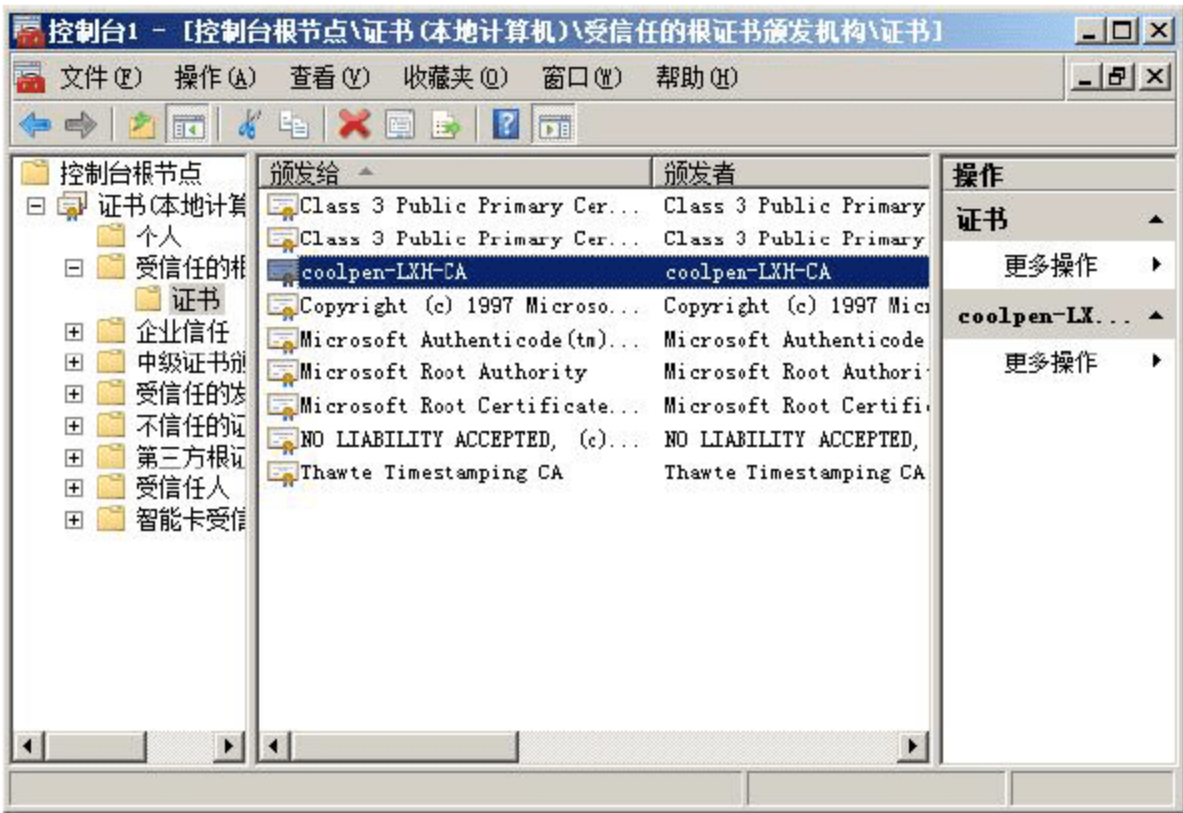 控制台1 - [控制台根节点\证书(本地计算机)\受信任的根证书颁发机构\证书]
文件(F) 操作(A) 查看(V) 收藏夹(O) 窗口(W) 帮助(H)
控制台根节点
证书(本地计算
个人
受信任的根
证书
企业信任
中级证书颁
受信任的发
不信任的证
第三方根证
受信任人
智能卡受信
颁发给 颁发者
Class 3 Public Primary Cer... Class 3 Public Primary
Class 3 Public Primary Cer... Class 3 Public Primary
coolpen-LXH-CA coolpen-LXH-CA
Copyright (c) 1997 Microso... Copyright (c) 1997 Micr
Microsoft Authenticode(tm)... Microsoft Authenticode
Microsoft Root Authority Microsoft Root Authori
Microsoft Root Certificate... Microsoft Root Certifi
NO LIABILITY ACCEPTED, (c)... NO LIABILITY ACCEPTED,
Thawte Timestamping CA Thawte Timestamping CA
操作
证书
更多操作
coolpen-LX...
更多操作